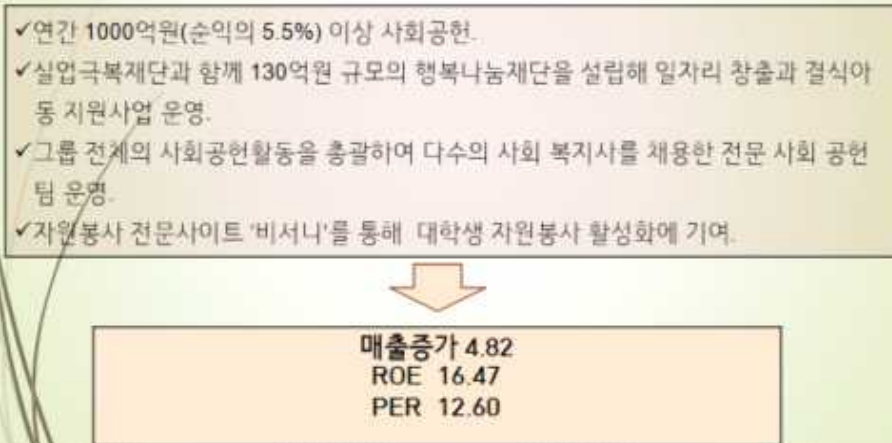 ✓연간 1000억원(순익의 5.5%) 이상 사회공헌.
✓실업극복재단과 함께 130억원 규모의 행복나눔재단을 설립해 일자리 창출과 결식아
동 지원사업 운영.
✓그룹 전체의 사회공헌활동을 총괄하여 다수의 사회 복지사를 채용한 전문 사회 공헌
팀 운영.
✓자원봉사 전문사이트 '비서니'를 통해 대학생 자원봉사 활성화에 기여.
매출증가 4.82
ROE 16.47
PER 12.60